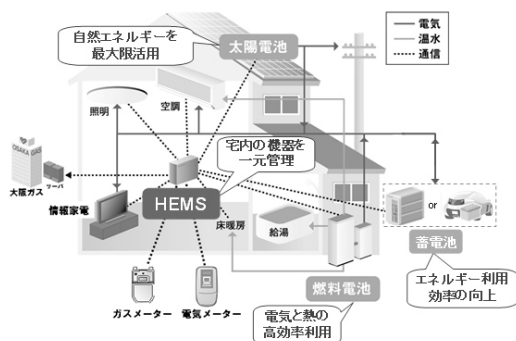 自然エネルギーを
最大限活用
太陽電池
電気
温水
通信
照明
空調
宅内の機器を
一元管理
OSAKA GAS
サーバ
大阪ガス
情報家電
HEMS
床暖房
給湯
or
蓄電池
エネルギー利用
効率の向上
燃料電池
電気と熱の
高効率利用
ガスメーター
電気メーター